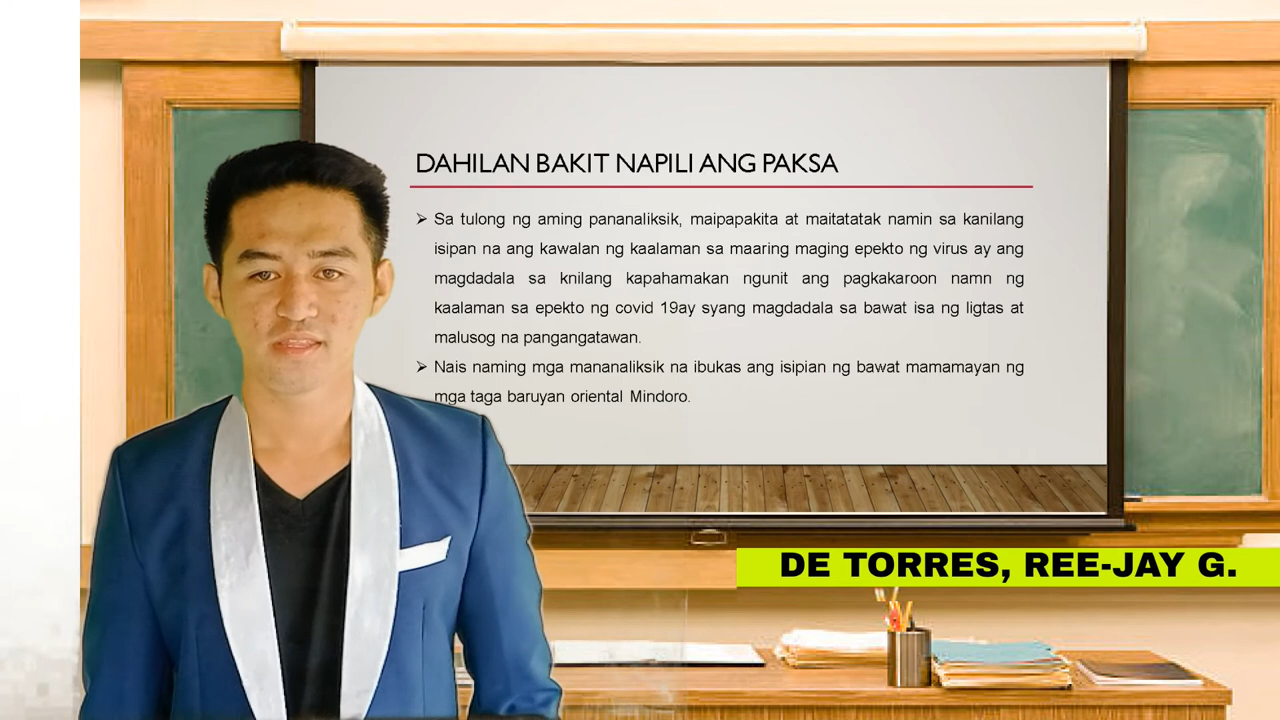 DAHILAN BAKIT NAPILI ANG PAKSA
➢ Sa tulong ng aming pananaliksik, maipapakita at maitatatak namin sa kanilang
isipan na ang kawalan ng kaalaman sa maaring maging epekto ng virus ay ang
magdadala sa knilang kapahamakan ngunit ang pagkakaroon namn ng
kaalaman sa epekto ng covid 19ay syang magdadala sa bawat isa ng ligtas at
malusog na pangangatawan.
➢ Nais naming mga mananaliksik na ibukas ang isipian ng bawat mamamayan ng
mga taga baruyan oriental Mindoro.
DE TORRES, REE-JAY G.